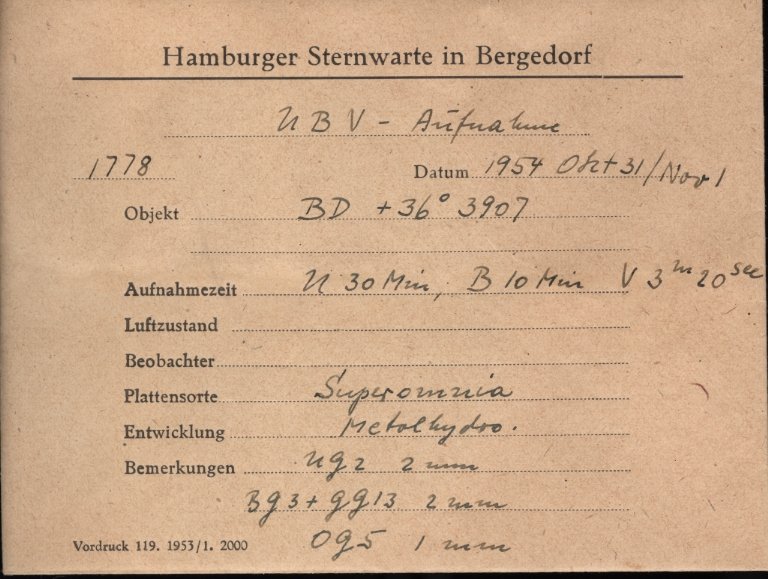 Hamburger Sternwarte in Bergedorf
UBV - Aufnahme
1778 Datum 1954 Okt 31/Nov 1
Objekt BD +36° 3907
Aufnahmezeit U 30 Min, B 10 Min V 3ᵐ 20 sec
Luftzustand
Beobachter
Plattensorte Superomnia
Entwicklung Metolhydro.
Bemerkungen UG2 2 mm
BG3 + GG13 2 mm
Vordruck 119. 1953/1. 2000 OG5 1 mm